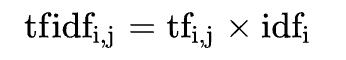 tfidf_{i,j} = tf_{i,j} × idf_i